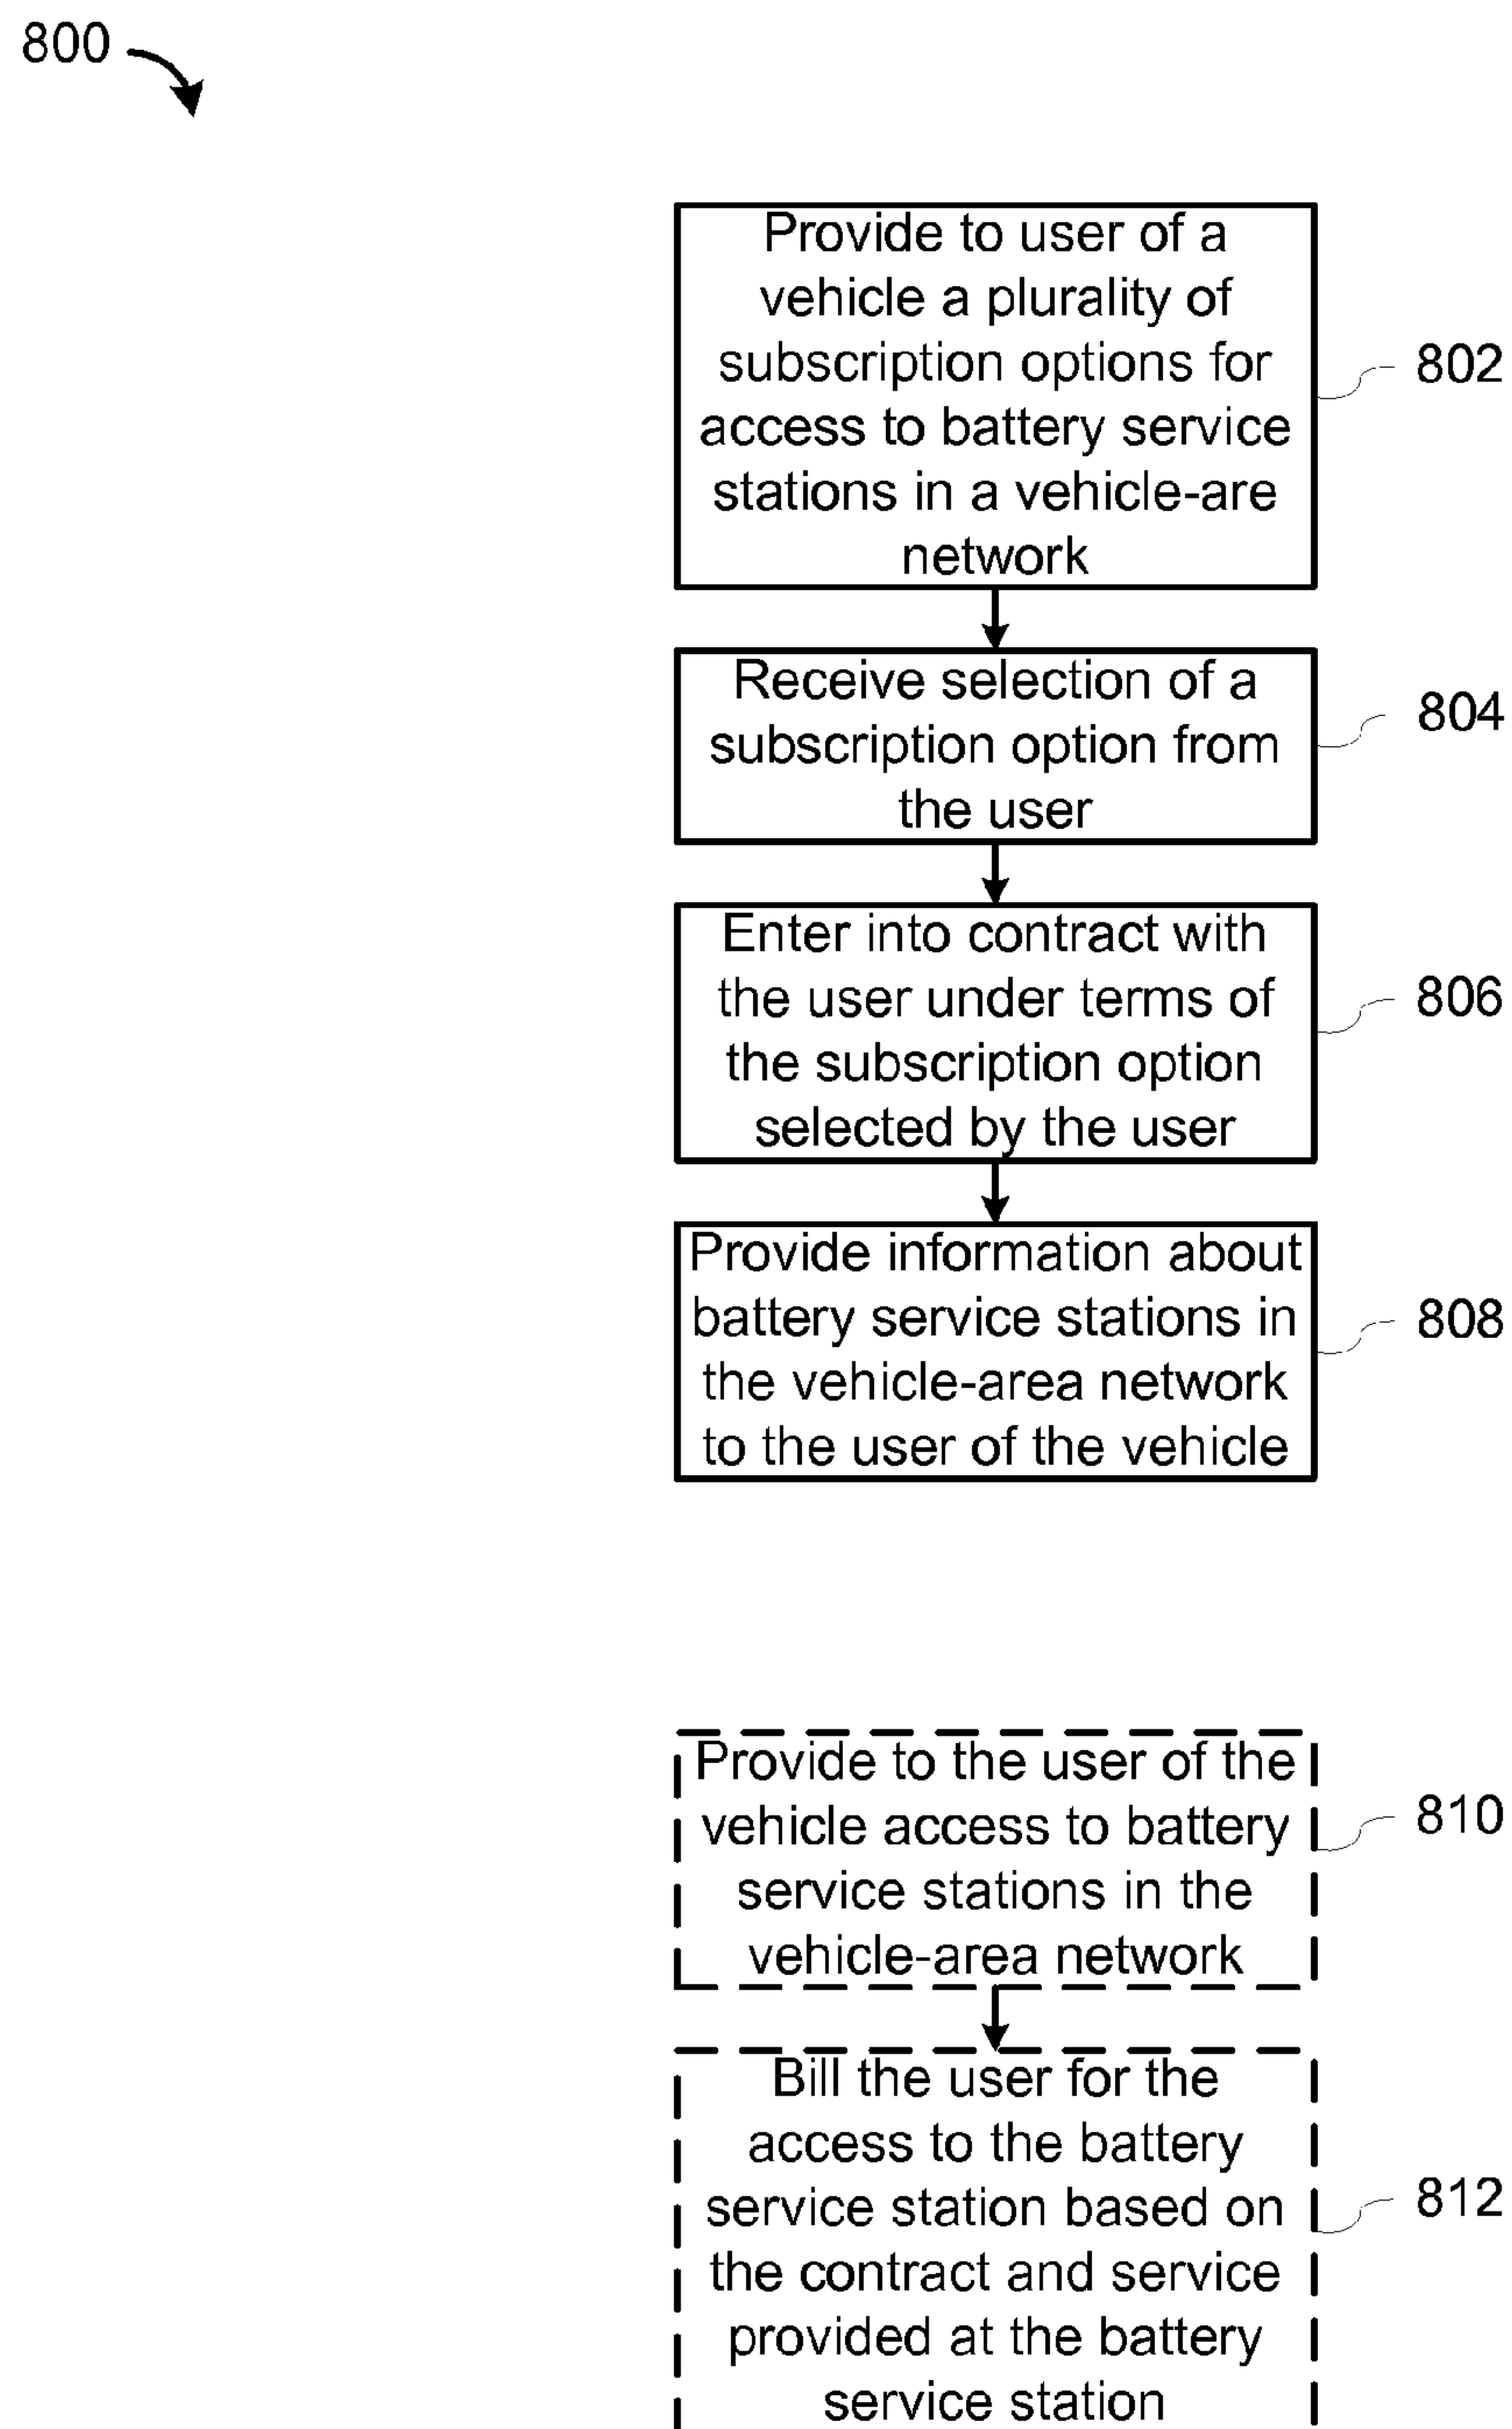 800
Provide to user of a
vehicle a plurality of
subscription options for
access to battery service
stations in a vehicle-are
network
802
Receive selection of a
subscription option from
the user
804
Enter into contract with
the user under terms of
the subscription option
selected by the user
806
Provide information about
battery service stations in
the vehicle-area network
to the user of the vehicle
808
Provide to the user of the
vehicle access to battery
service stations in the
vehicle-area network
810
Bill the user for the
access to the battery
service station based on
the contract and service
provided at the battery
service station
812